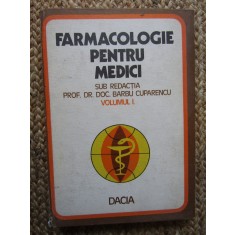 FARMACOLOGIE
PENTRU
MEDICI
SUB REDACTIA
PROF. DR. DOC. BARBU CUPARENCU
VOLUMUL I
DACIA